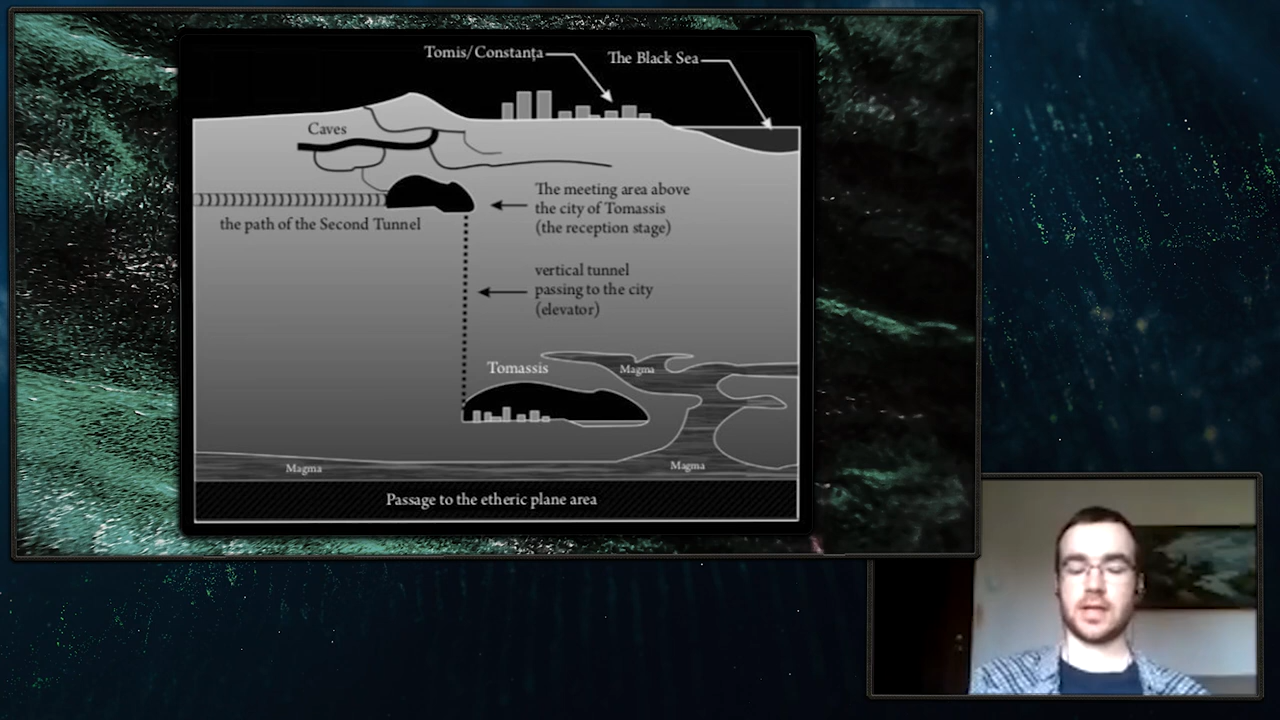 Tomis/Constanța
The Black Sea
Caves
The meeting area above
the city of Tomassis
(the reception stage)
the path of the Second Tunnel
vertical tunnel
passing to the city
(elevator)
Tomassis
Magma
Magma
Magma
Passage to the etheric plane area